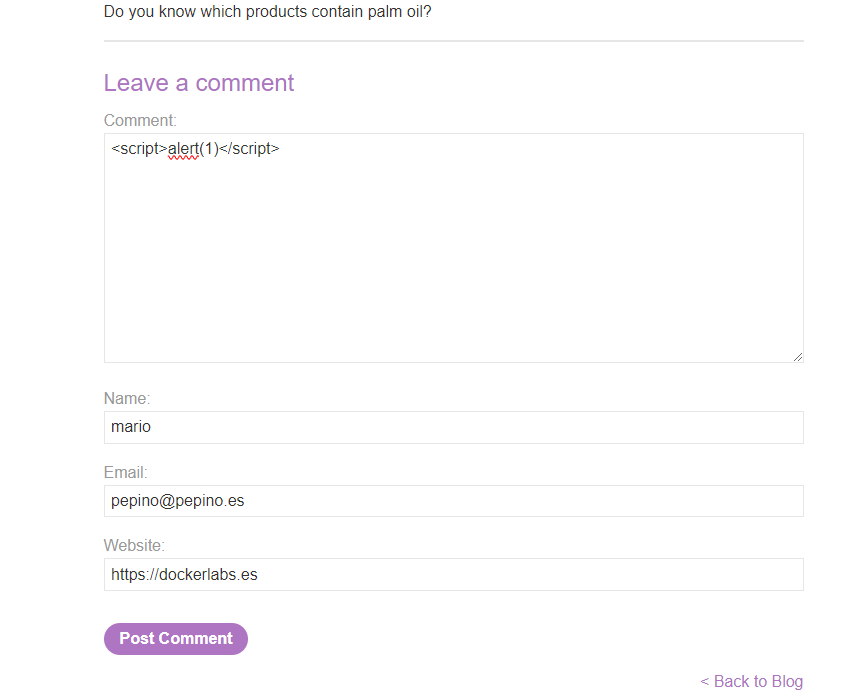 Do you know which products contain palm oil?
Leave a comment
Comment:
<script>alert(1)</script>
Name:
mario
Email:
pepino@pepino.es
Website:
https://dockerlabs.es
Post Comment
< Back to Blog